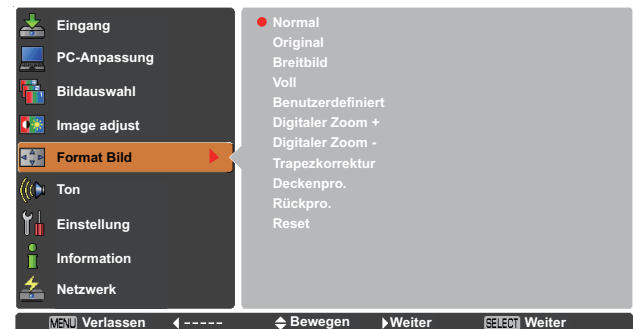 Eingang
PC-Anpassung
Bildauswahl
Image adjust
Format Bild
Ton
Einstellung
Information
Netzwerk
Normal
Original
Breitbild
Voll
Benutzerdefiniert
Digitaler Zoom +
Digitaler Zoom -
Trapezkorrektur
Deckenpro.
Rückpro.
Reset
MENU Verlassen ----- Bewegen Weiter SELECT Weiter